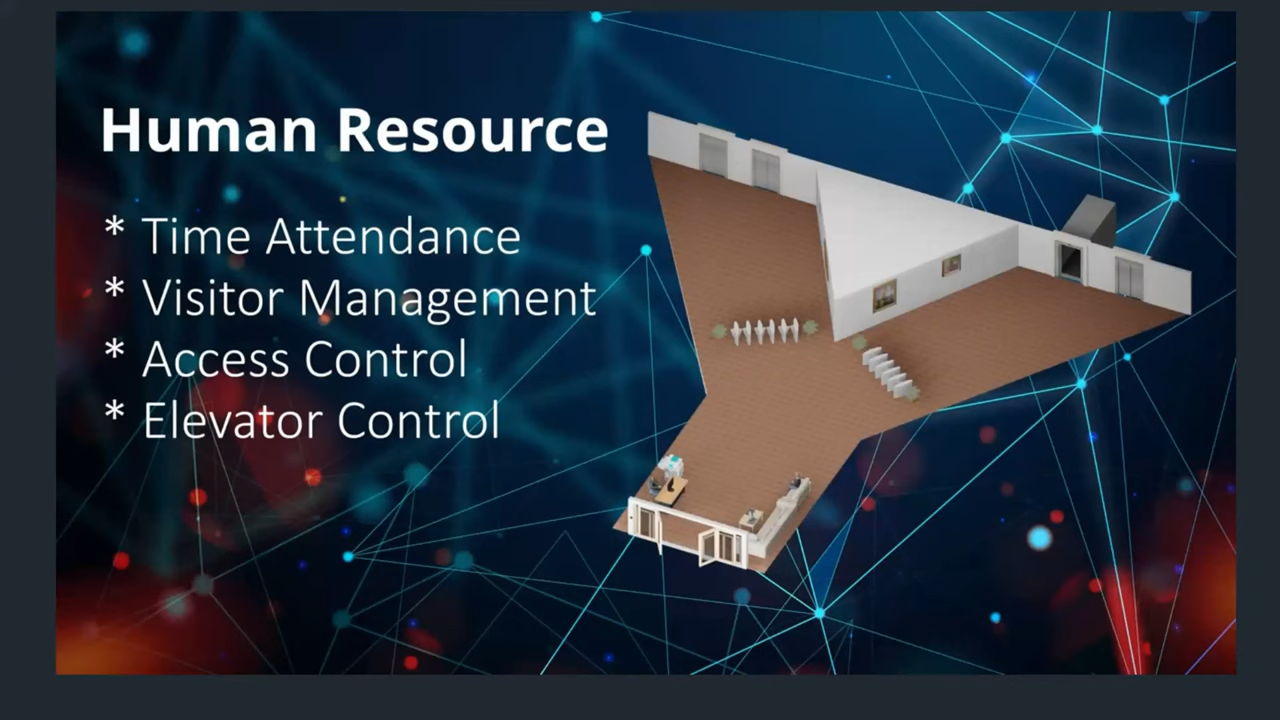 Human Resource
* Time Attendance
* Visitor Management
* Access Control
* Elevator Control